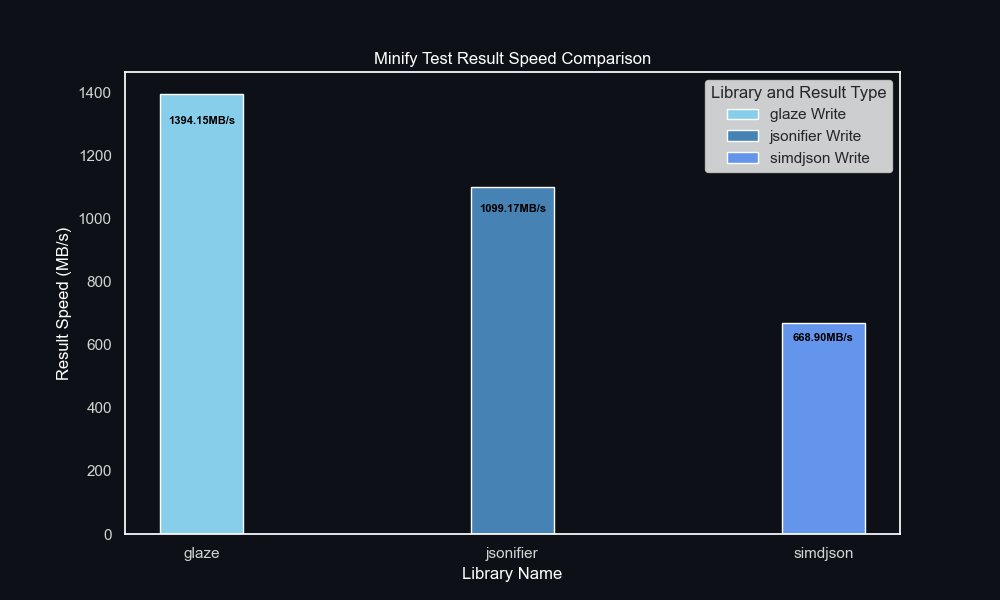 Minify Test Result Speed Comparison
Library and Result Type
glaze Write
jsonifier Write
simdjson Write
Result Speed (MB/s)
1400
1200
1000
800
600
400
200
0
1394.15MB/s
1099.17MB/s
668.90MB/s
glaze
jsonifier
simdjson
Library Name